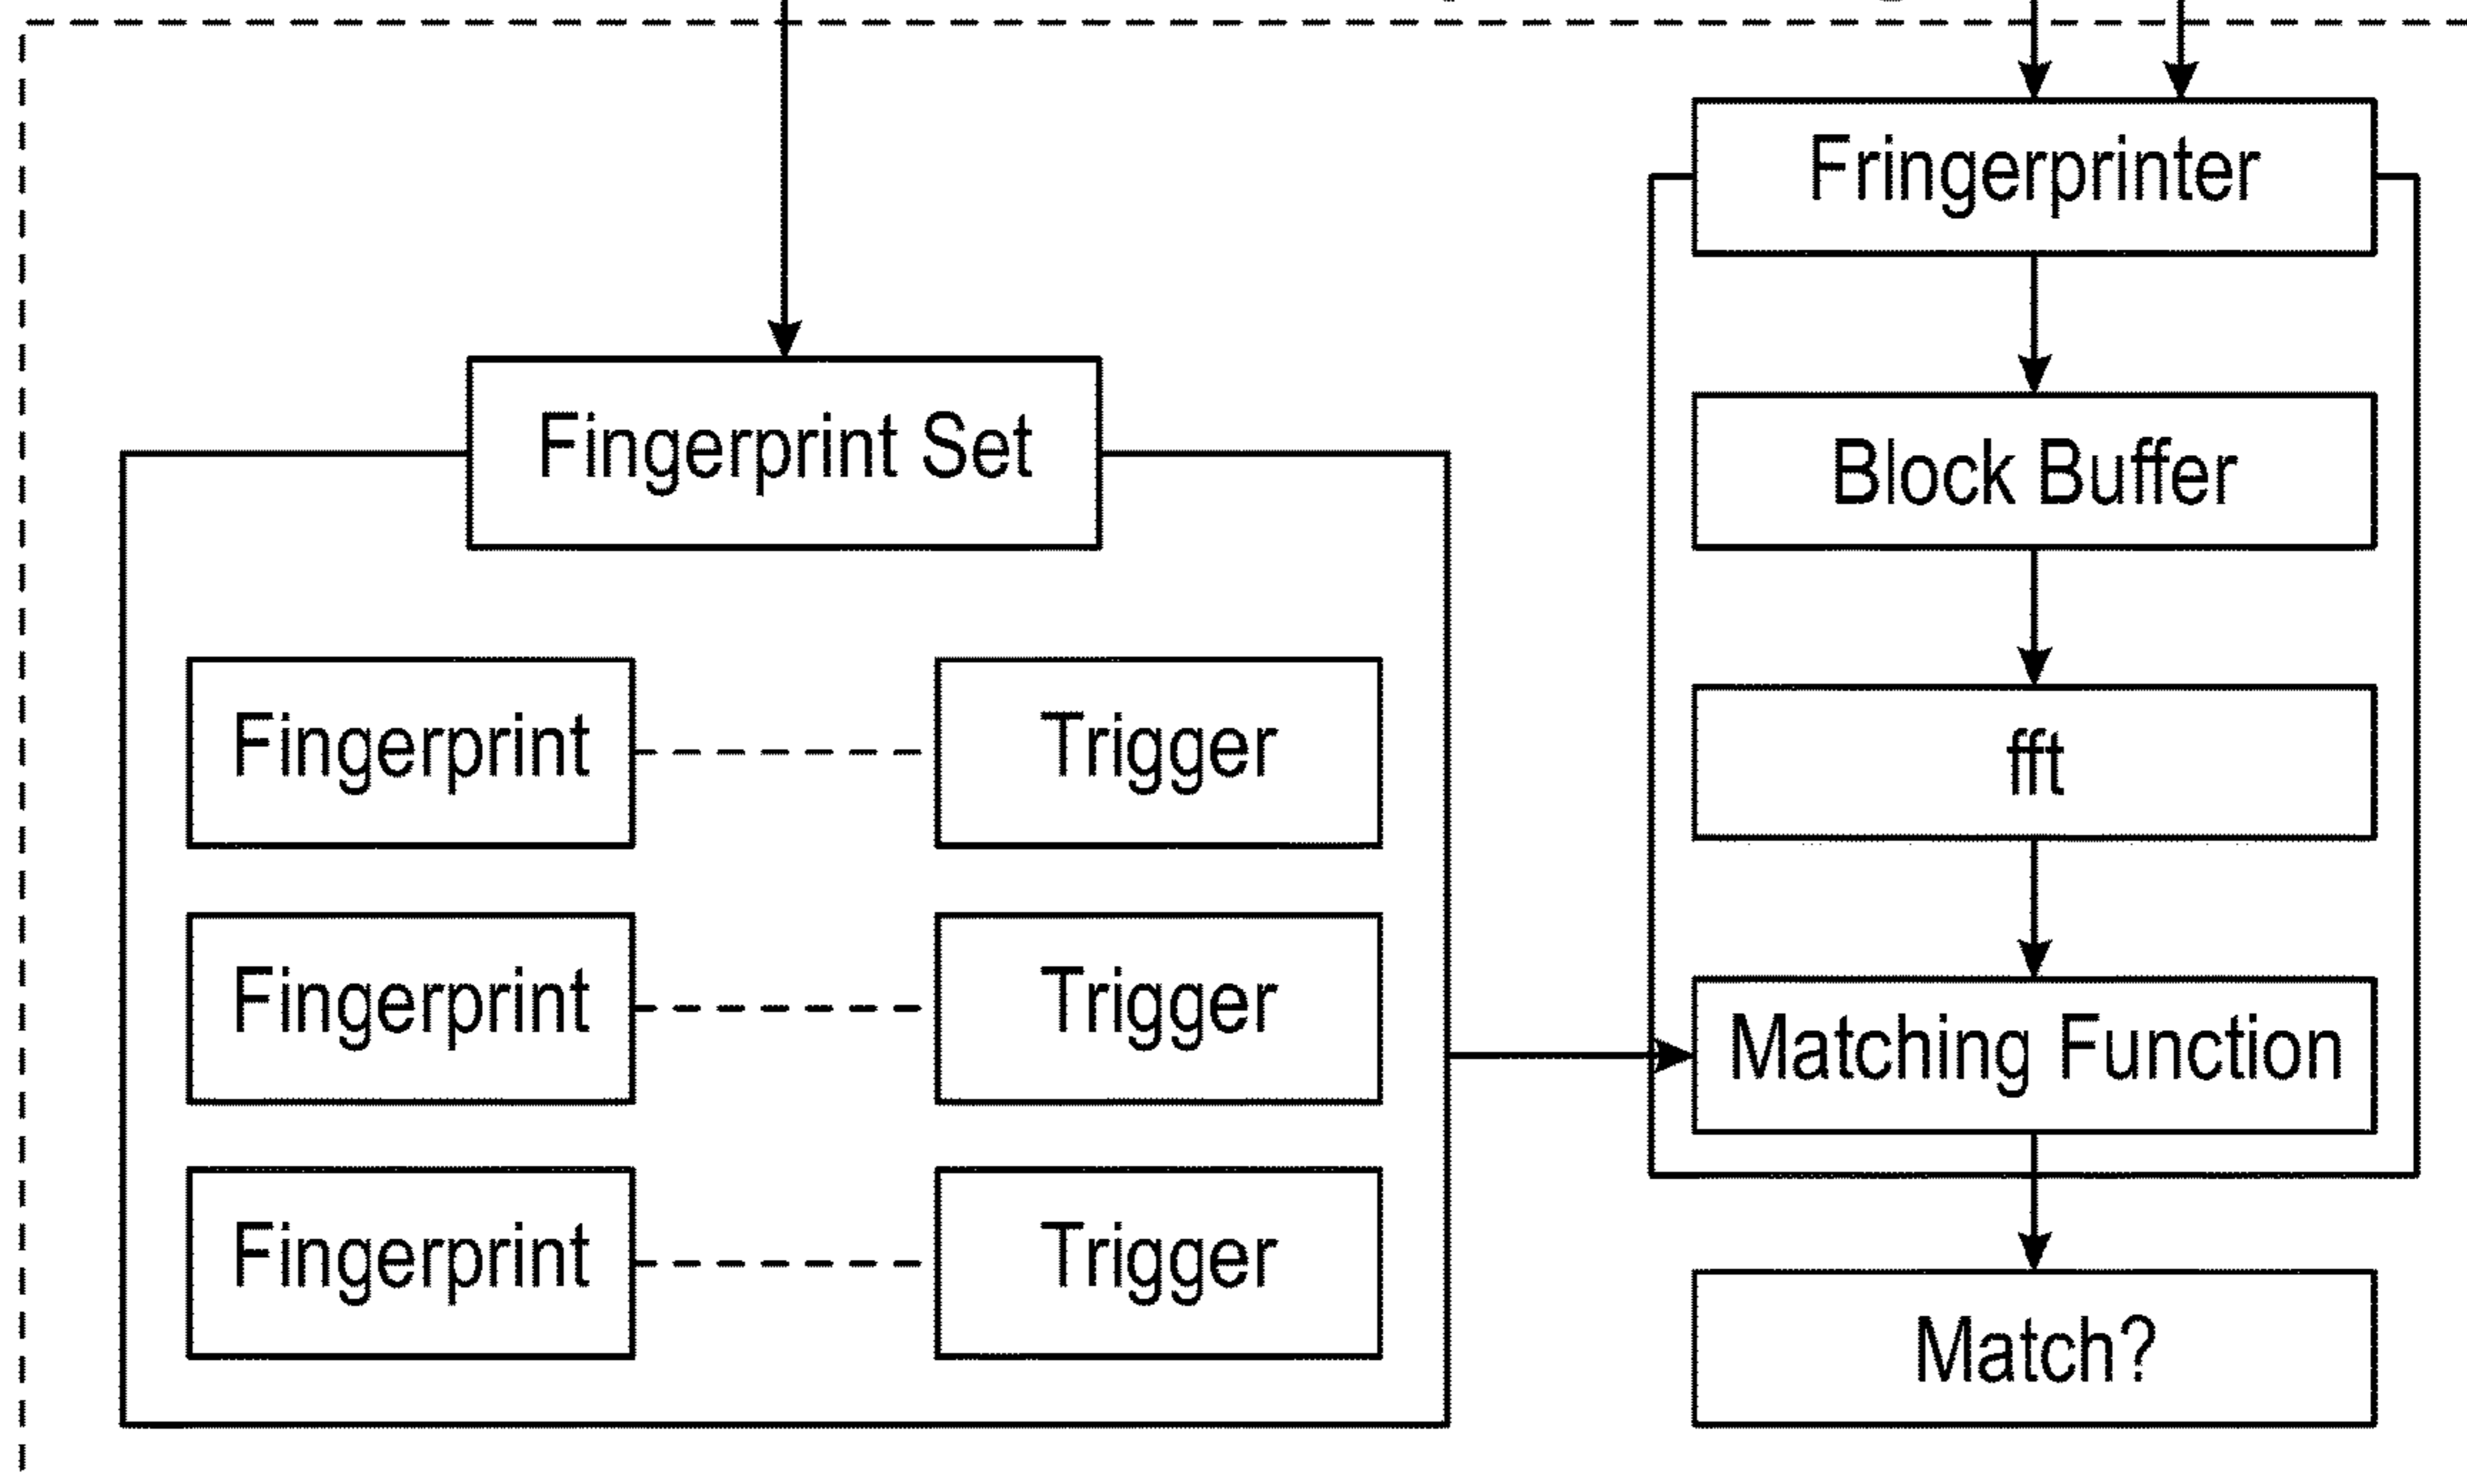 Fringerprinter
Fingerprint Set
Block Buffer
Fingerprint
Trigger
fft
Fingerprint
Trigger
Matching Function
Fingerprint
Trigger
Match?